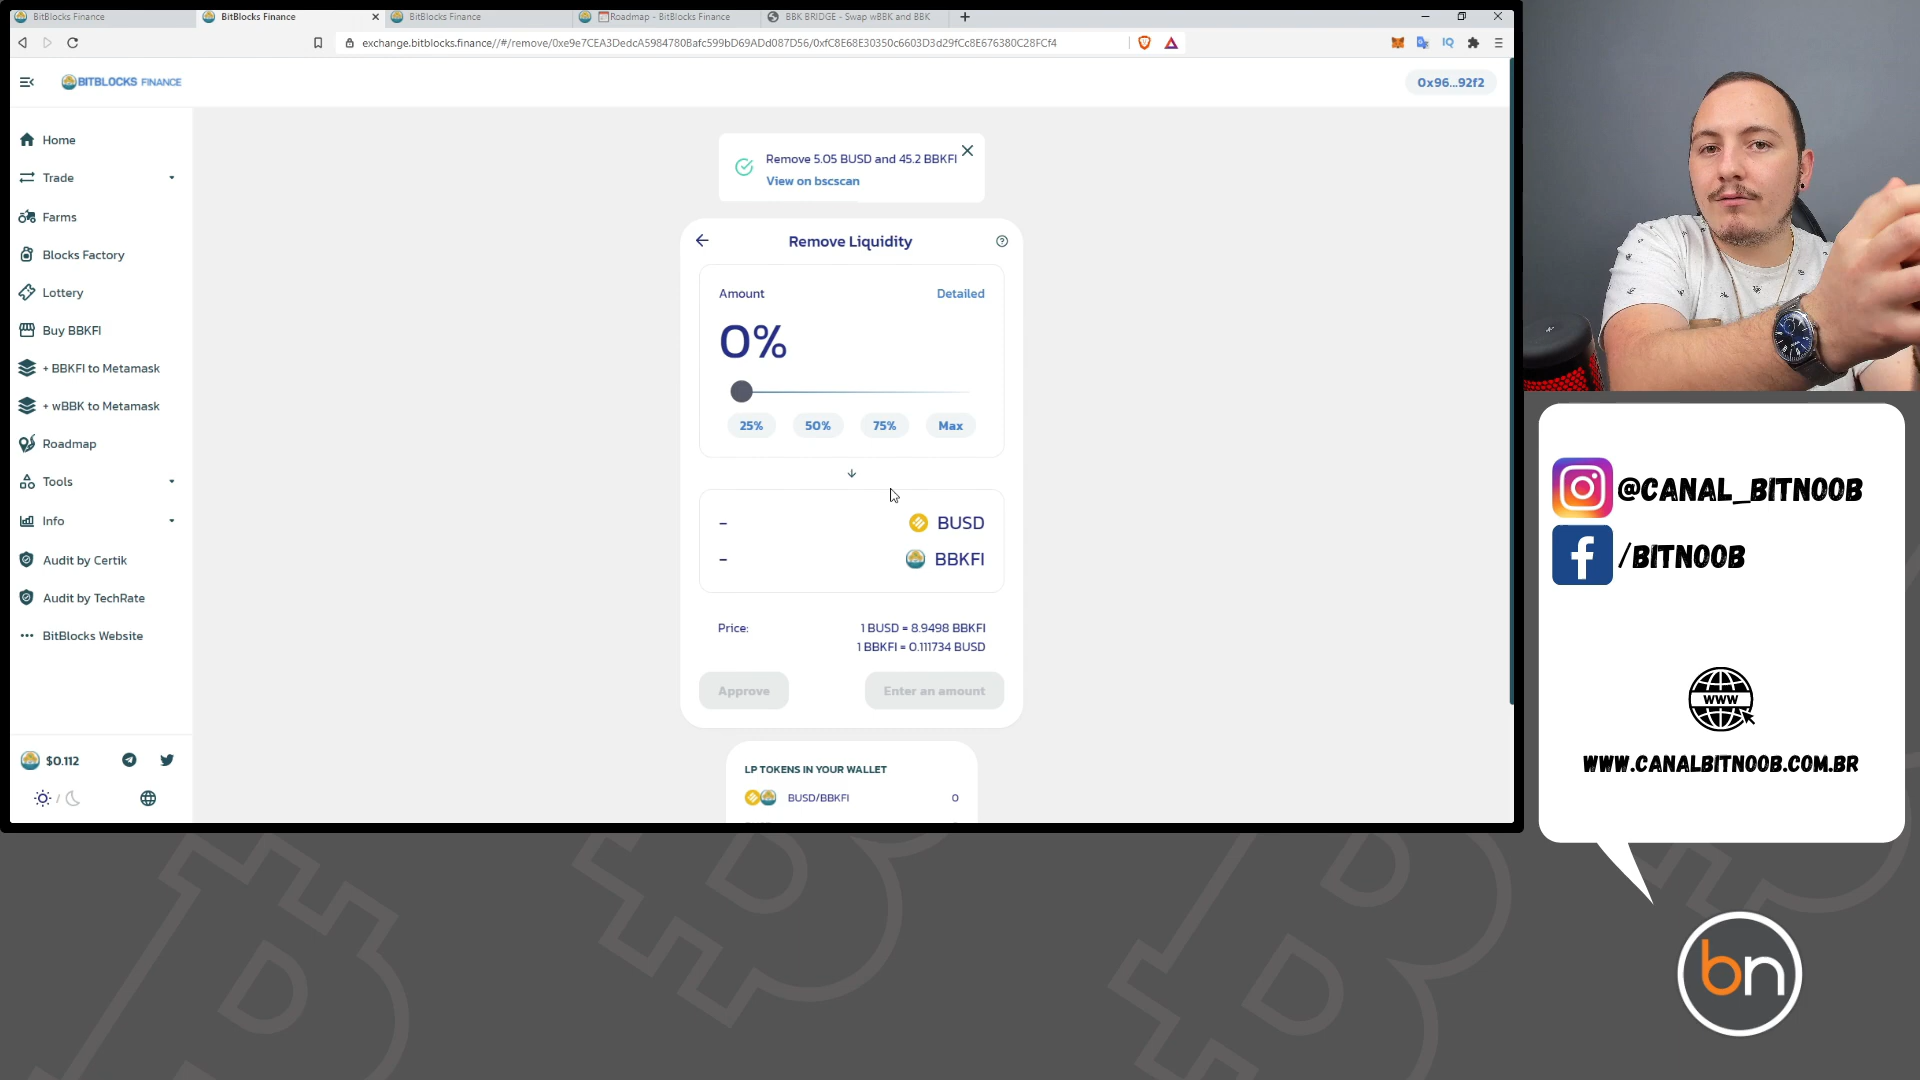 BitBlocks Finance
BitBlocks Finance
BitBlocks Finance
Roadmap - BitBlocks Finance
BBK BRIDGE - Swap wBBK and BBK
exchange.bitblocks.finance//#/remove/0xe9e7CEA3DedcA5984780Bafc599bD69ADd087D56/0xfC8E68E30350c6603D3d29fCc8E676380C28FCf4
IQ
BITBLOCKS FINANCE
0x96...92f2
Home
Trade
Farms
Blocks Factory
Lottery
Buy BBKFI
+ BBKFI to Metamask
+ wBBK to Metamask
Roadmap
Tools
Info
Audit by Certik
Audit by TechRate
BitBlocks Website
$0.112
/
Remove 5.05 BUSD and 45.2 BBKFI
View on bscscan
Remove Liquidity
Amount
Detailed
0%
25%
50%
75%
Max
-
BUSD
-
BBKFI
Price:
1 BUSD = 8.9498 BBKFI
1 BBKFI = 0.111734 BUSD
Approve
Enter an amount
LP TOKENS IN YOUR WALLET
BUSD/BBKFI
0
@CANAL_BITNOOB
/BITNOOB
WWW
WWW.CANALBITNOOB.COM.BR
bn